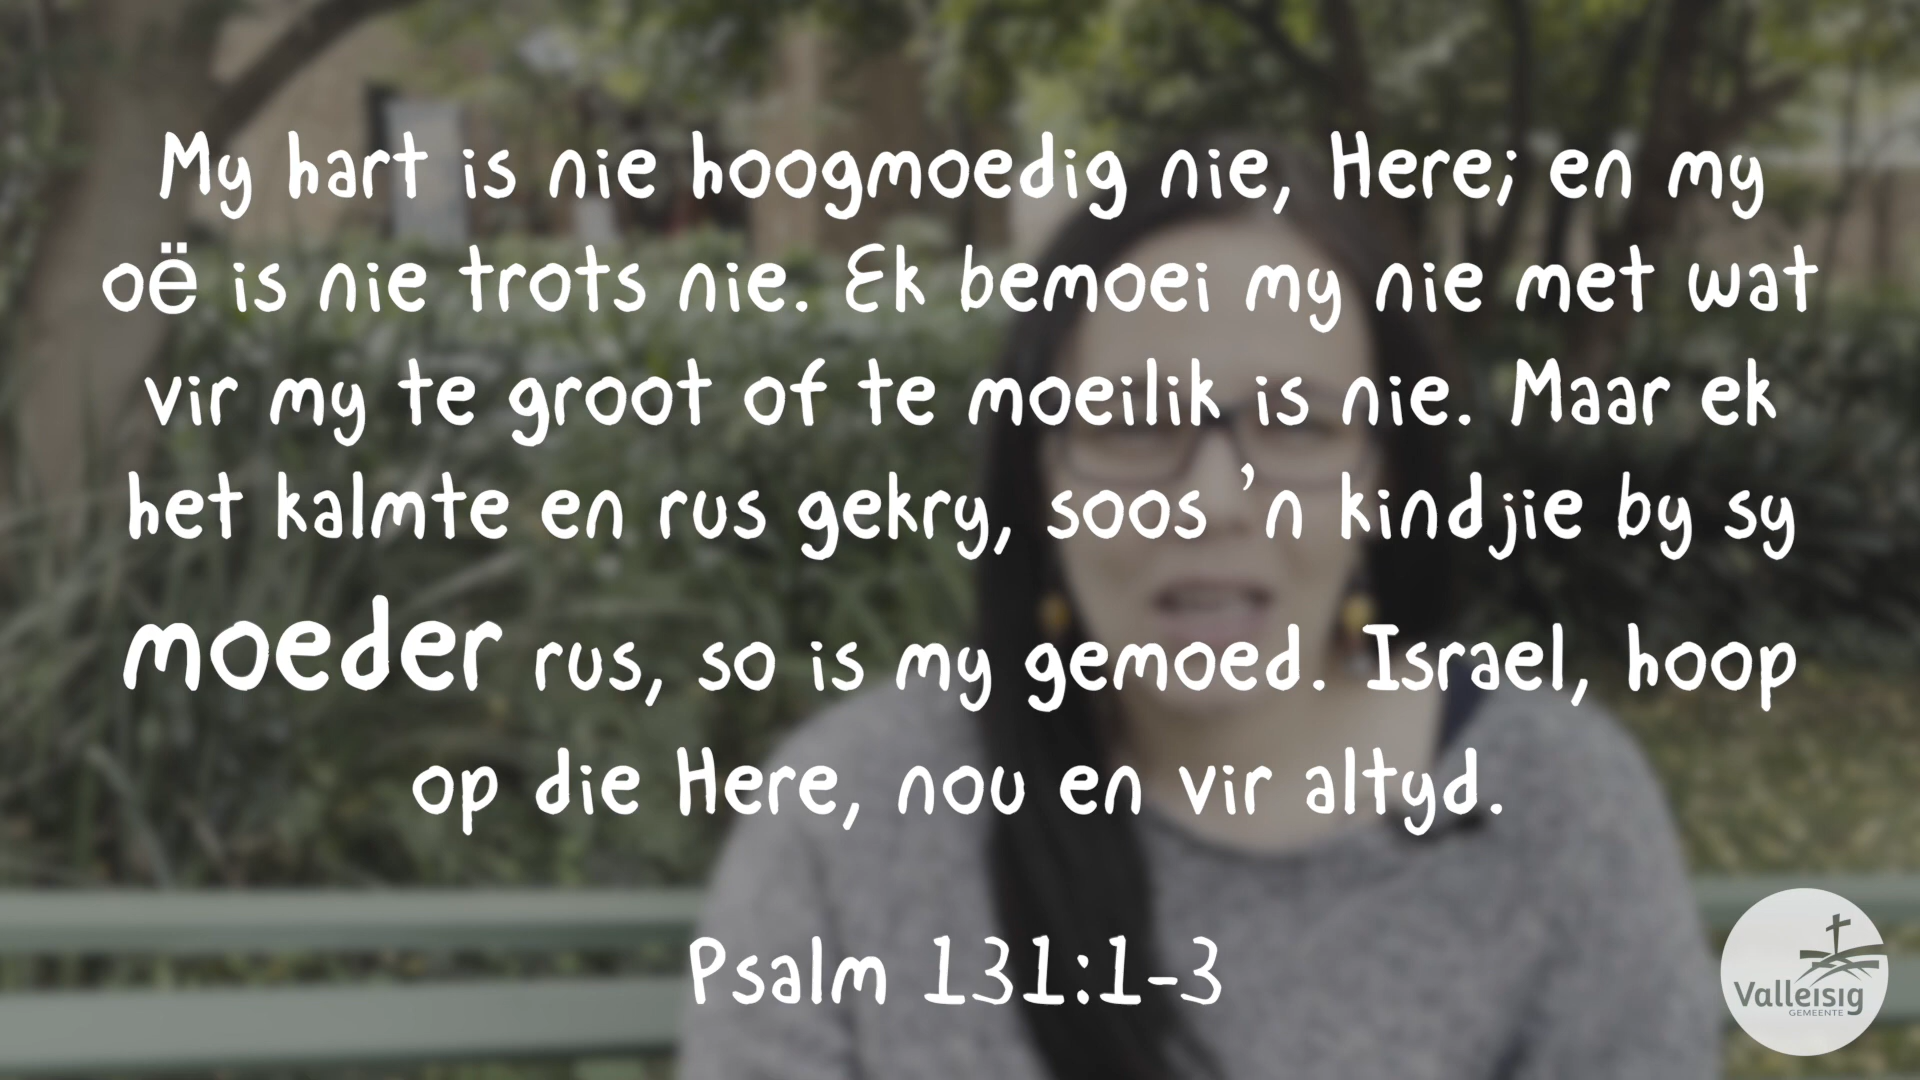 My hart is nie hoogmoedig nie, Here; en my
oë is nie trots nie. Ek bemoei my nie met wat
vir my te groot of te moeilik is nie. Maar ek
het kalmte en rus gekry, soos ’n kindjie by sy
moeder rus, so is my gemoed. Israel, hoop
op die Here, nou en vir altyd.
Psalm 131:1-3
Valleisig
GEMEENTE